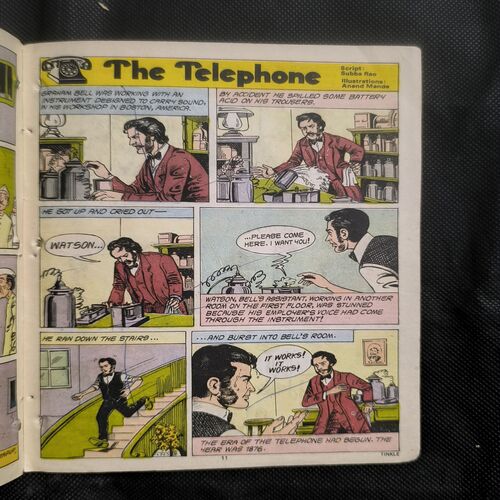 The Telephone
Script:
Subba Rao
Illustrations:
Anand Mande
GRAHAM BELL WAS WORKING WITH AN
INSTRUMENT DESIGNED TO CARRY SOUND,
IN HIS WORKSHOP IN BOSTON, AMERICA.
BY ACCIDENT HE SPILLED SOME BATTERY
ACID ON HIS TROUSERS.
HE GOT UP AND CRIED OUT—
WATSON...
...PLEASE COME
HERE. I WANT YOU!
WATSON, BELL'S ASSISTANT, WORKING IN ANOTHER
ROOM ON THE FIRST FLOOR, WAS STUNNED
BECAUSE HIS EMPLOYER'S VOICE HAD COME
THROUGH THE INSTRUMENT!
HE RAN DOWN THE STAIRS...
...AND BURST INTO BELL'S ROOM.
IT WORKS!
IT
WORKS!
THE ERA OF THE TELEPHONE HAD BEGUN. THE
YEAR WAS 1876.
11
TINKLE